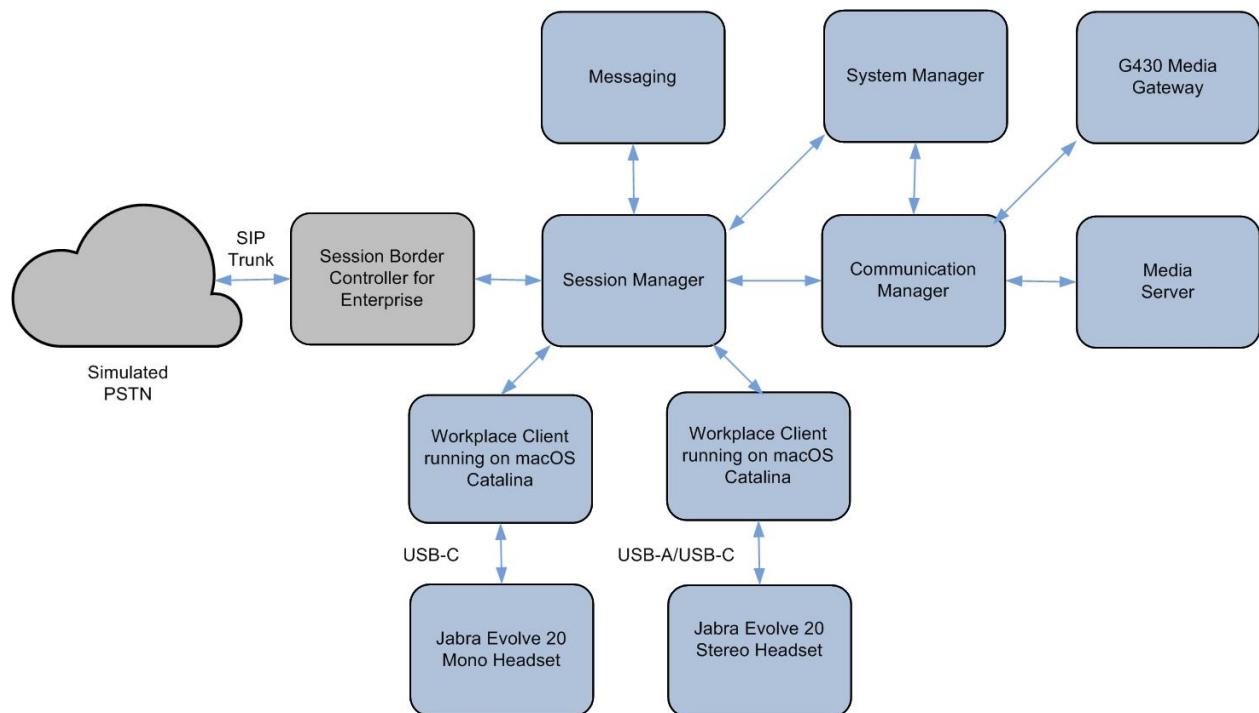 Messaging
System Manager
G430 Media
Gateway
SIP
Trunk
Session Border
Controller for
Enterprise
Session Manager
Communication
Manager
Media
Server
Simulated
PSTN
Workplace Client
running on macOS
Catalina
Workplace Client
running on macOS
Catalina
USB-C
USB-A/USB-C
Jabra Evolve 20
Mono Headset
Jabra Evolve 20
Stereo Headset